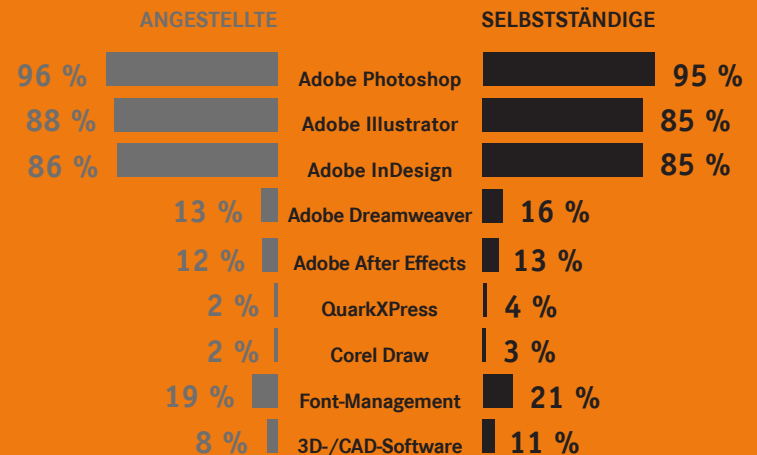 ANGESTELLTE SELBSTSTÄNDIGE
96 % Adobe Photoshop 95 %
88 % Adobe Illustrator 85 %
86 % Adobe InDesign 85 %
13 % Adobe Dreamweaver 16 %
12 % Adobe After Effects 13 %
2 % QuarkXPress 4 %
2 % Corel Draw 3 %
19 % Font-Management 21 %
8 % 3D-/CAD-Software 11 %